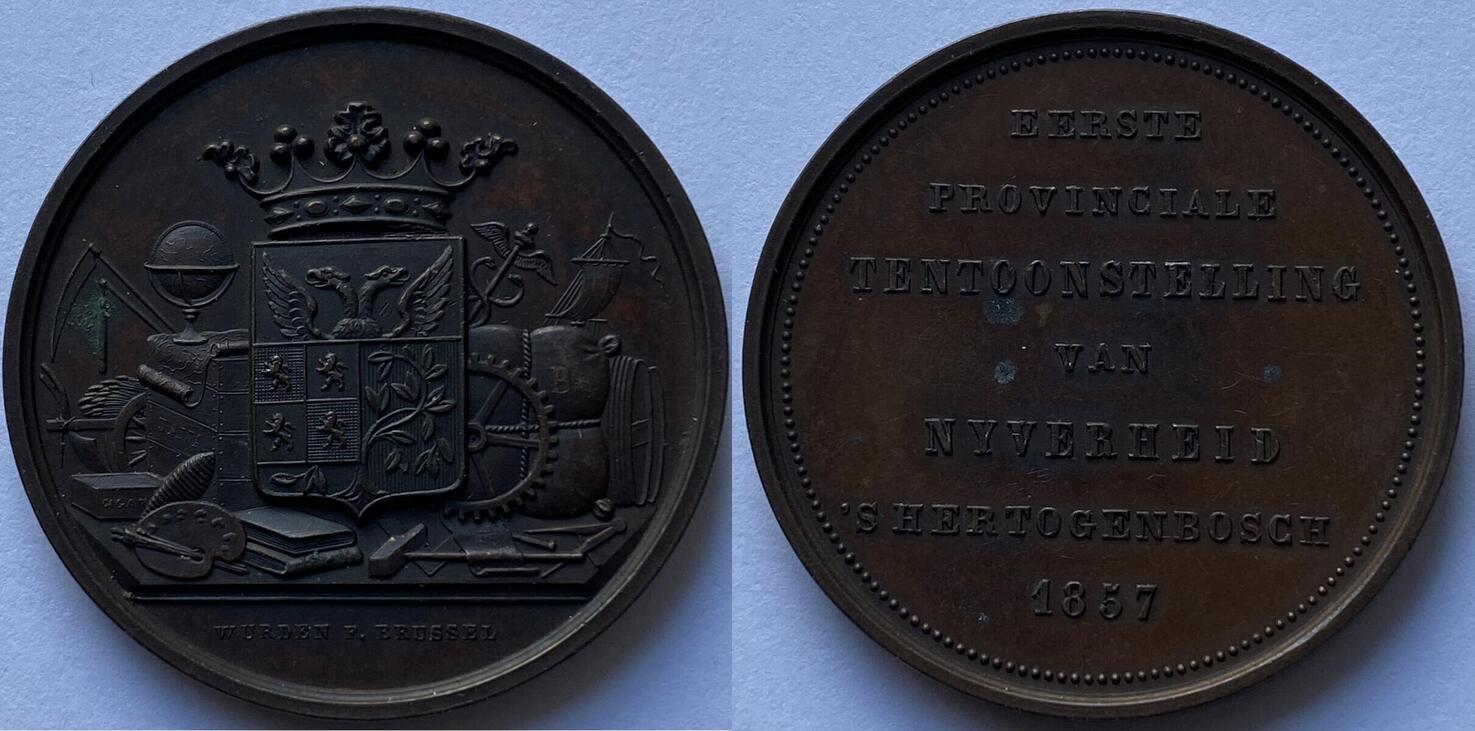 B
WURDEN F. BRUSSEL
EERSTE
PROVINCIALE
TENTOONSTELLING
VAN
NYVERHEID
'S HERTOGENBOSCH
1857